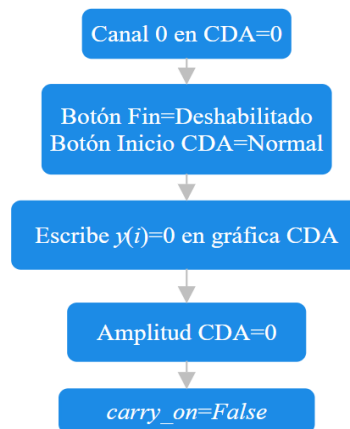 Canal 0 en CDA=0
Botón Fin=Deshabilitado
Botón Inicio CDA=Normal
Escribe y(i)=0 en gráfica CDA
Amplitud CDA=0
carry_on=False